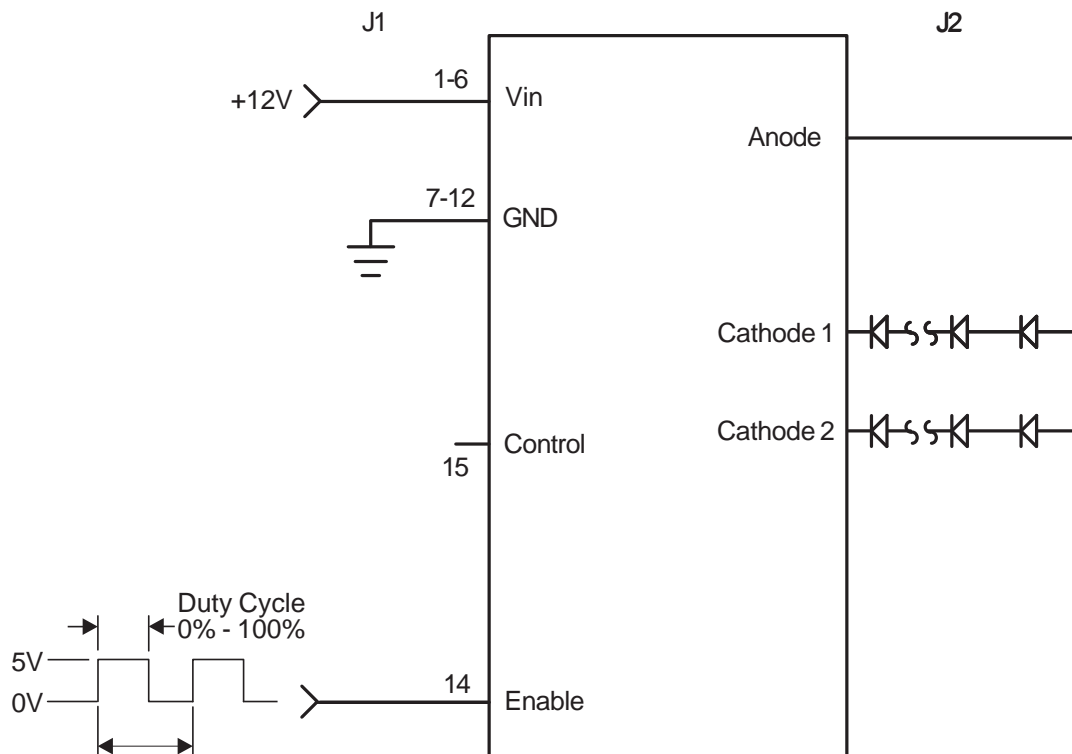 J1
J2
1-6
+12V
Vin
Anode
7-12
GND
Cathode 1
Cathode 2
Control
15
Duty Cycle
0% - 100%
5V
0V
14
Enable